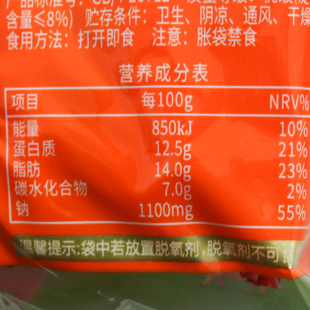 含量≤8%） 贮存条件：卫生、阴凉、通风、干燥
食用方法：打开即食 注意：胀袋禁食
营养成分表
项目 每100g NRV%
能量 850kJ 10%
蛋白质 12.5g 21%
脂肪 14.0g 23%
碳水化合物 7.0g 2%
钠 1100mg 55%
温馨提示：袋中若放置脱氧剂，脱氧剂不可